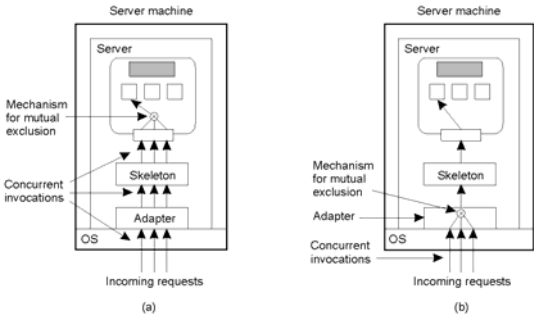 Server machine
Server
Mechanism
for mutual
exclusion
Concurrent
invocations
Skeleton
Adapter
OS
Incoming requests
(a)
Server machine
Server
Mechanism
for mutual
exclusion
Skeleton
Adapter
OS
Concurrent
invocations
Incoming requests
(b)